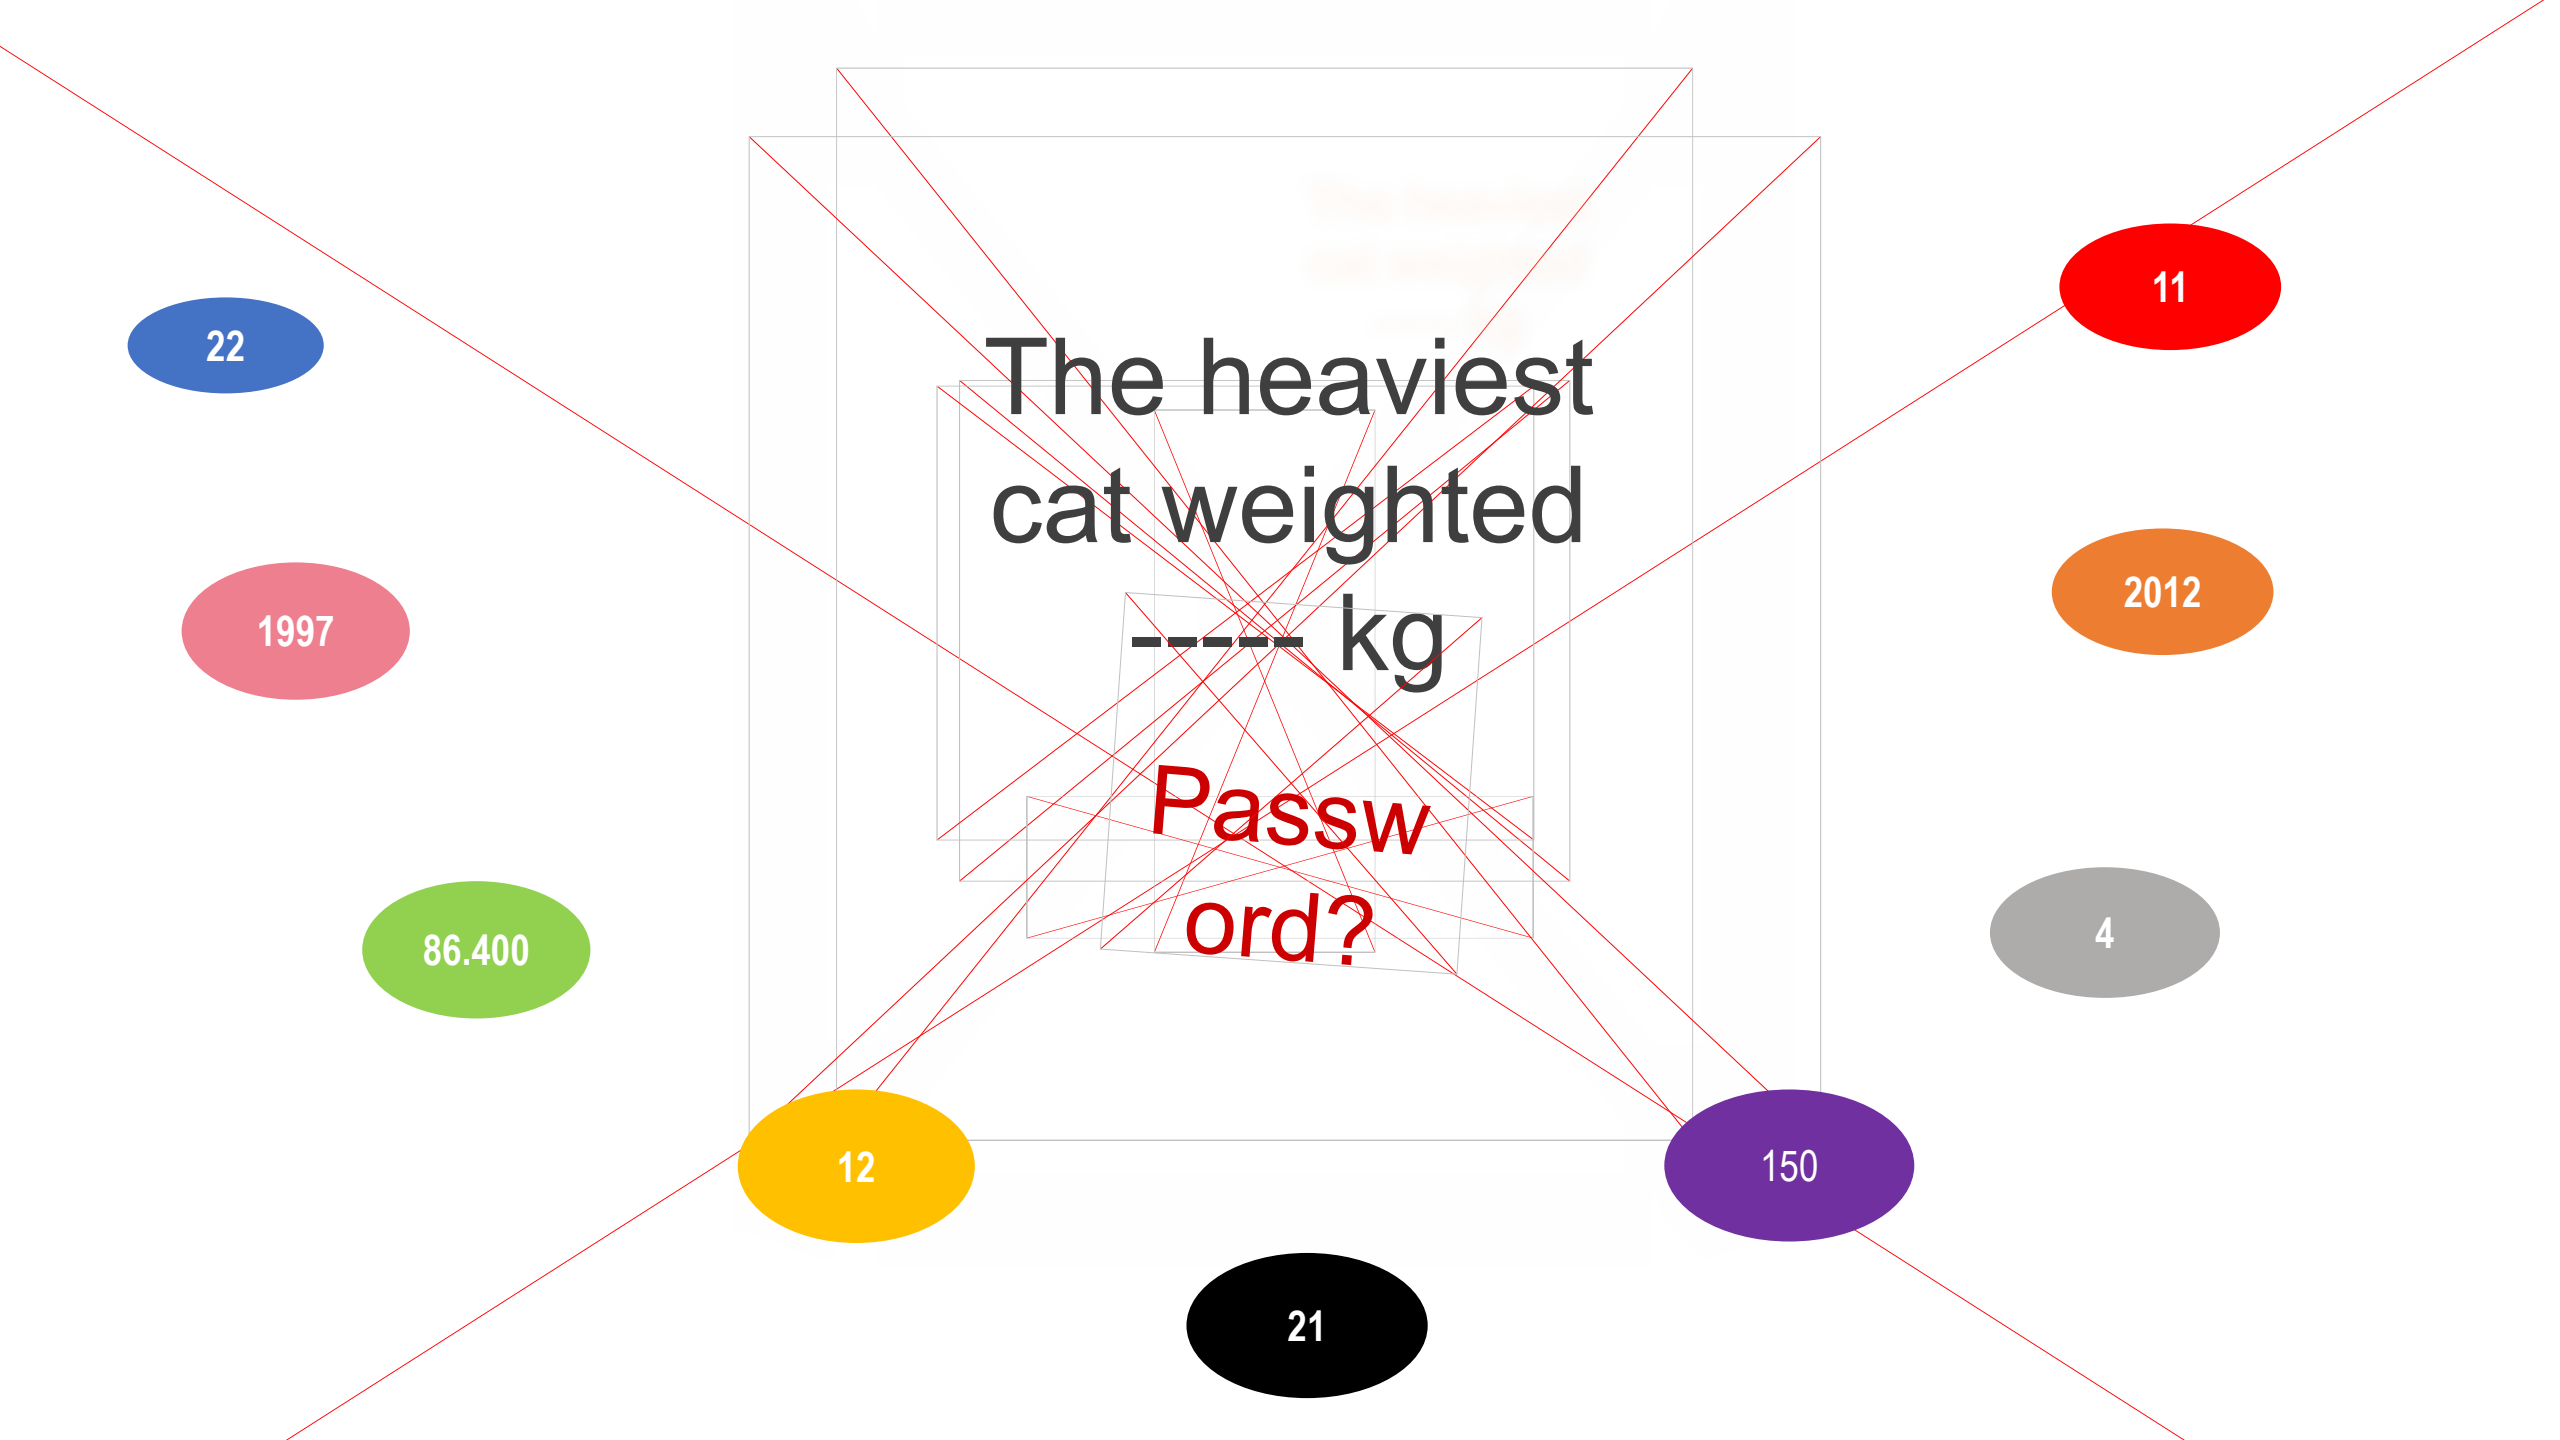 The heaviest
cat weighted
----- kg
Passw
ord?
22
11
1997
2012
86.400
4
12
150
21